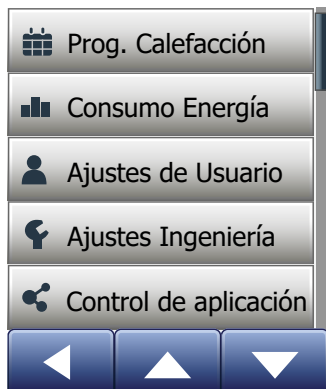 Prog. Calefacción
Consumo Energía
Ajustes de Usuario
Ajustes Ingeniería
Control de aplicación